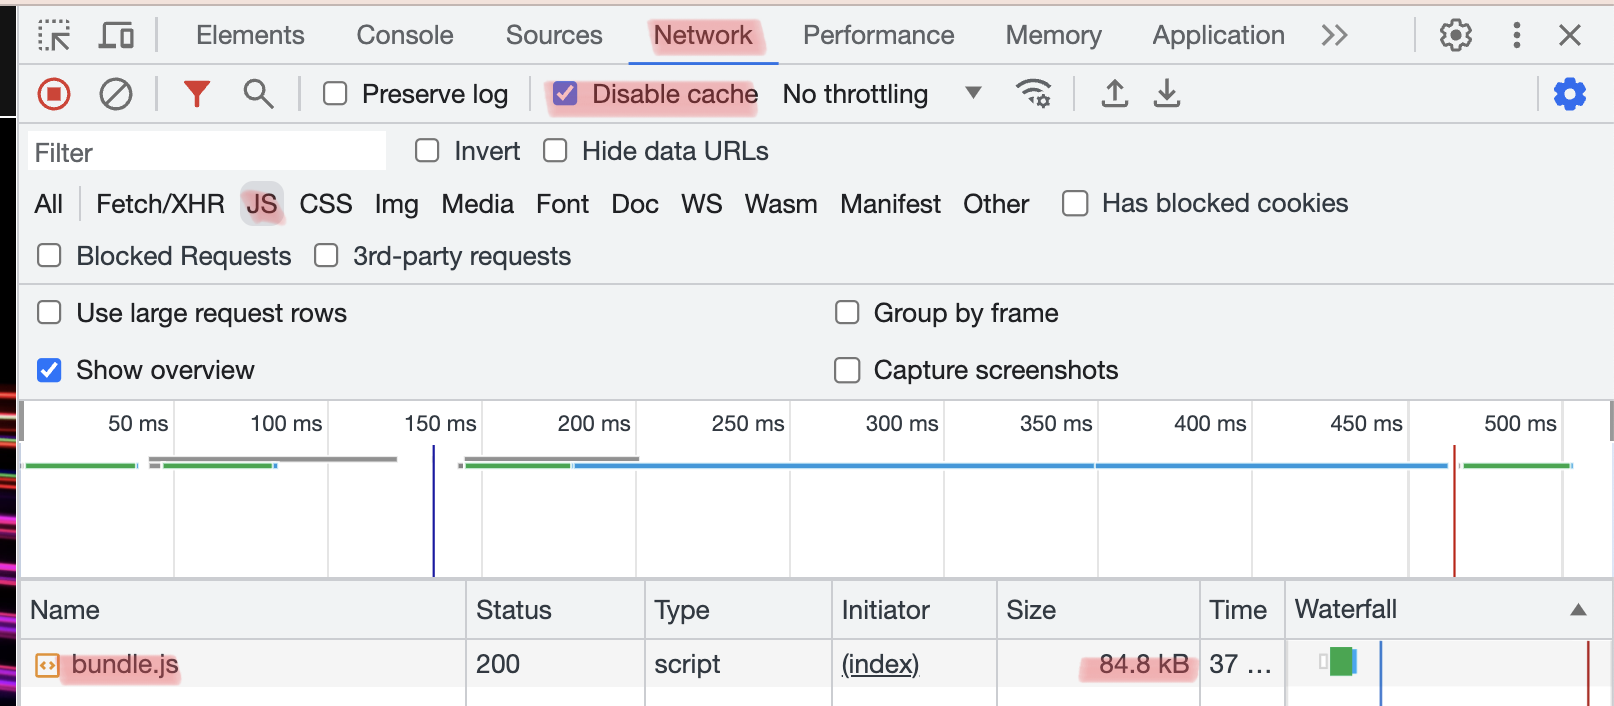 Elements Console Sources Network Performance Memory Application
Preserve log Disable cache No throttling
Filter Invert Hide data URLs
All Fetch/XHR JS CSS Img Media Font Doc WS Wasm Manifest Other Has blocked cookies
Blocked Requests 3rd-party requests
Use large request rows Group by frame
Show overview Capture screenshots
50 ms 100 ms 150 ms 200 ms 250 ms 300 ms 350 ms 400 ms 450 ms 500 ms
Name Status Type Initiator Size Time Waterfall
bundle.js 200 script (index) 84.8 kB 37 ...